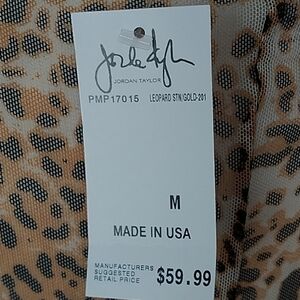 Jordan Taylor
JORDAN TAYLOR
PMP17015 LEOPARD STN/GOLD-201
M
MADE IN USA
MANUFACTURERS
SUGGESTED
RETAIL PRICE $59.99